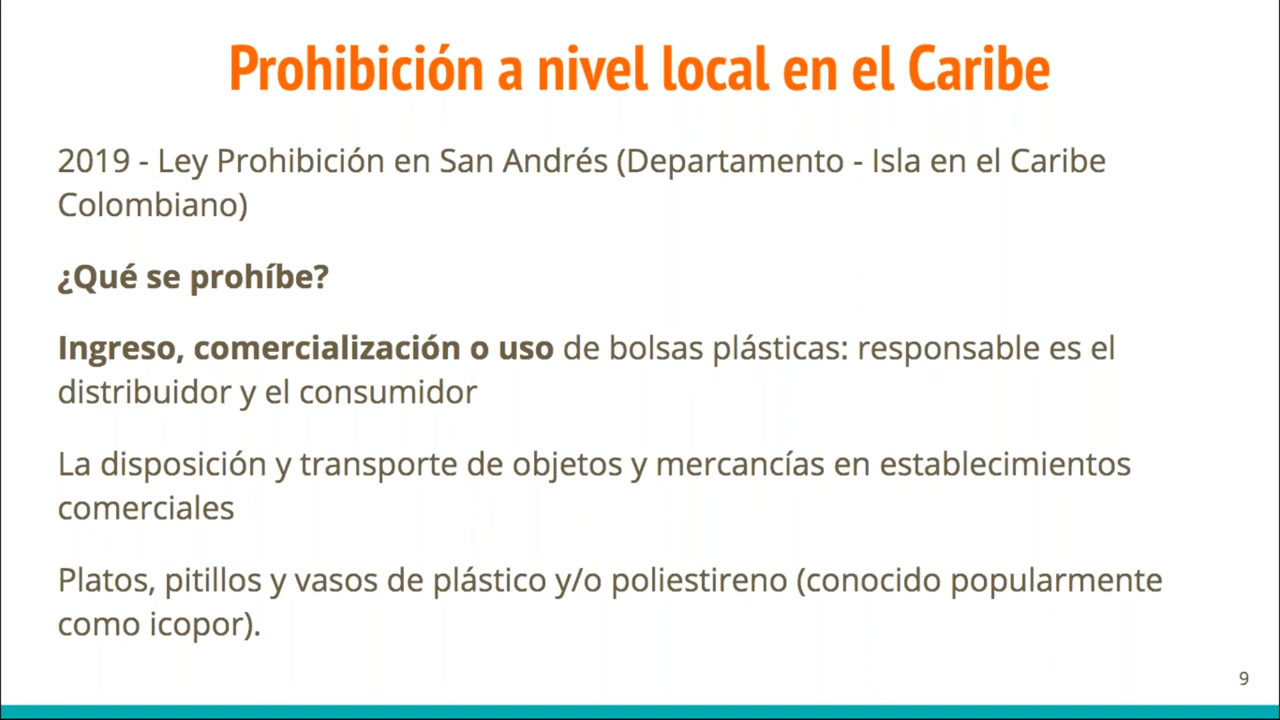 Prohibición a nivel local en el Caribe
2019 - Ley Prohibición en San Andrés (Departamento - Isla en el Caribe
Colombiano)
¿Qué se prohíbe?
Ingreso, comercialización o uso de bolsas plásticas: responsable es el
distribuidor y el consumidor
La disposición y transporte de objetos y mercancías en establecimientos
comerciales
Platos, pitillos y vasos de plástico y/o poliestireno (conocido popularmente
como icopor).
9